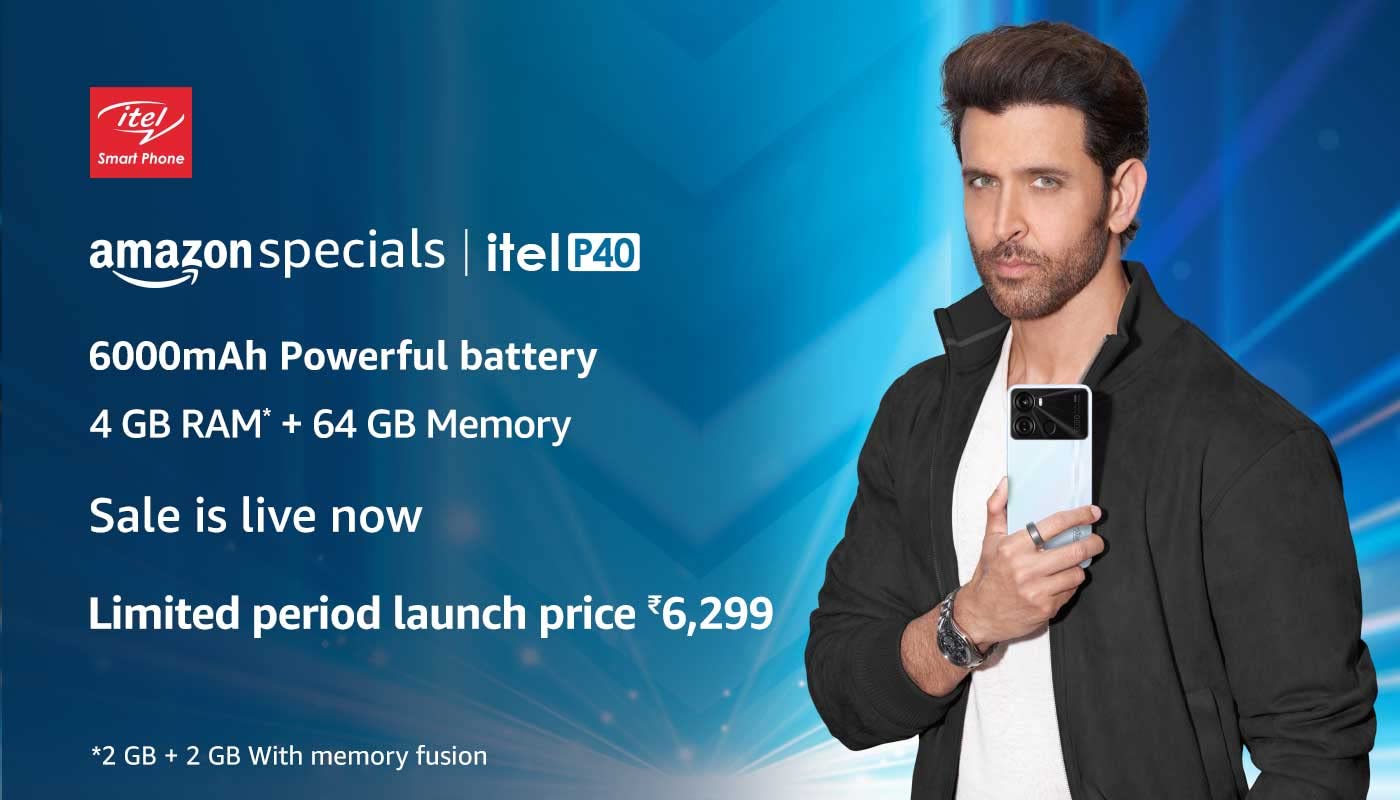 itel
Smart Phone
amazon specials | itel P40
6000mAh Powerful battery
4 GB RAM* + 64 GB Memory
Sale is live now
Limited period launch price ₹6,299
*2 GB + 2 GB With memory fusion